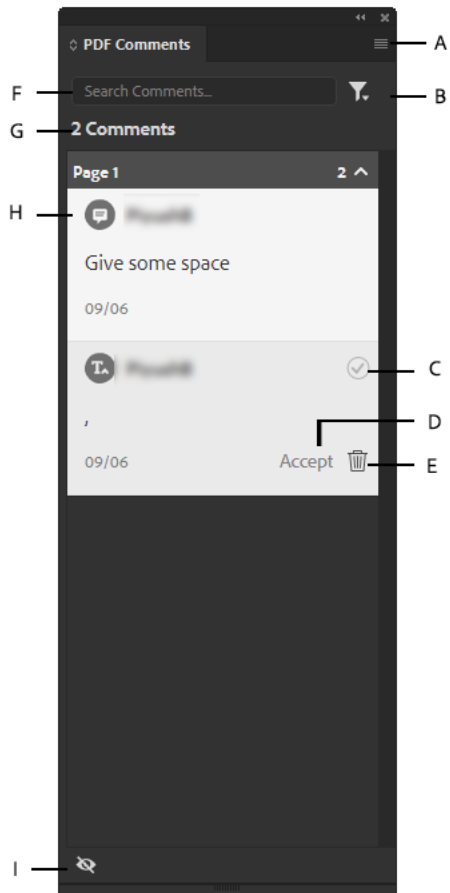 PDF Comments
A
F
Search Comments...
B
G
2 Comments
Page 1
2
H
Give some space
09/06
T
C
D
,
09/06
Accept
E
I